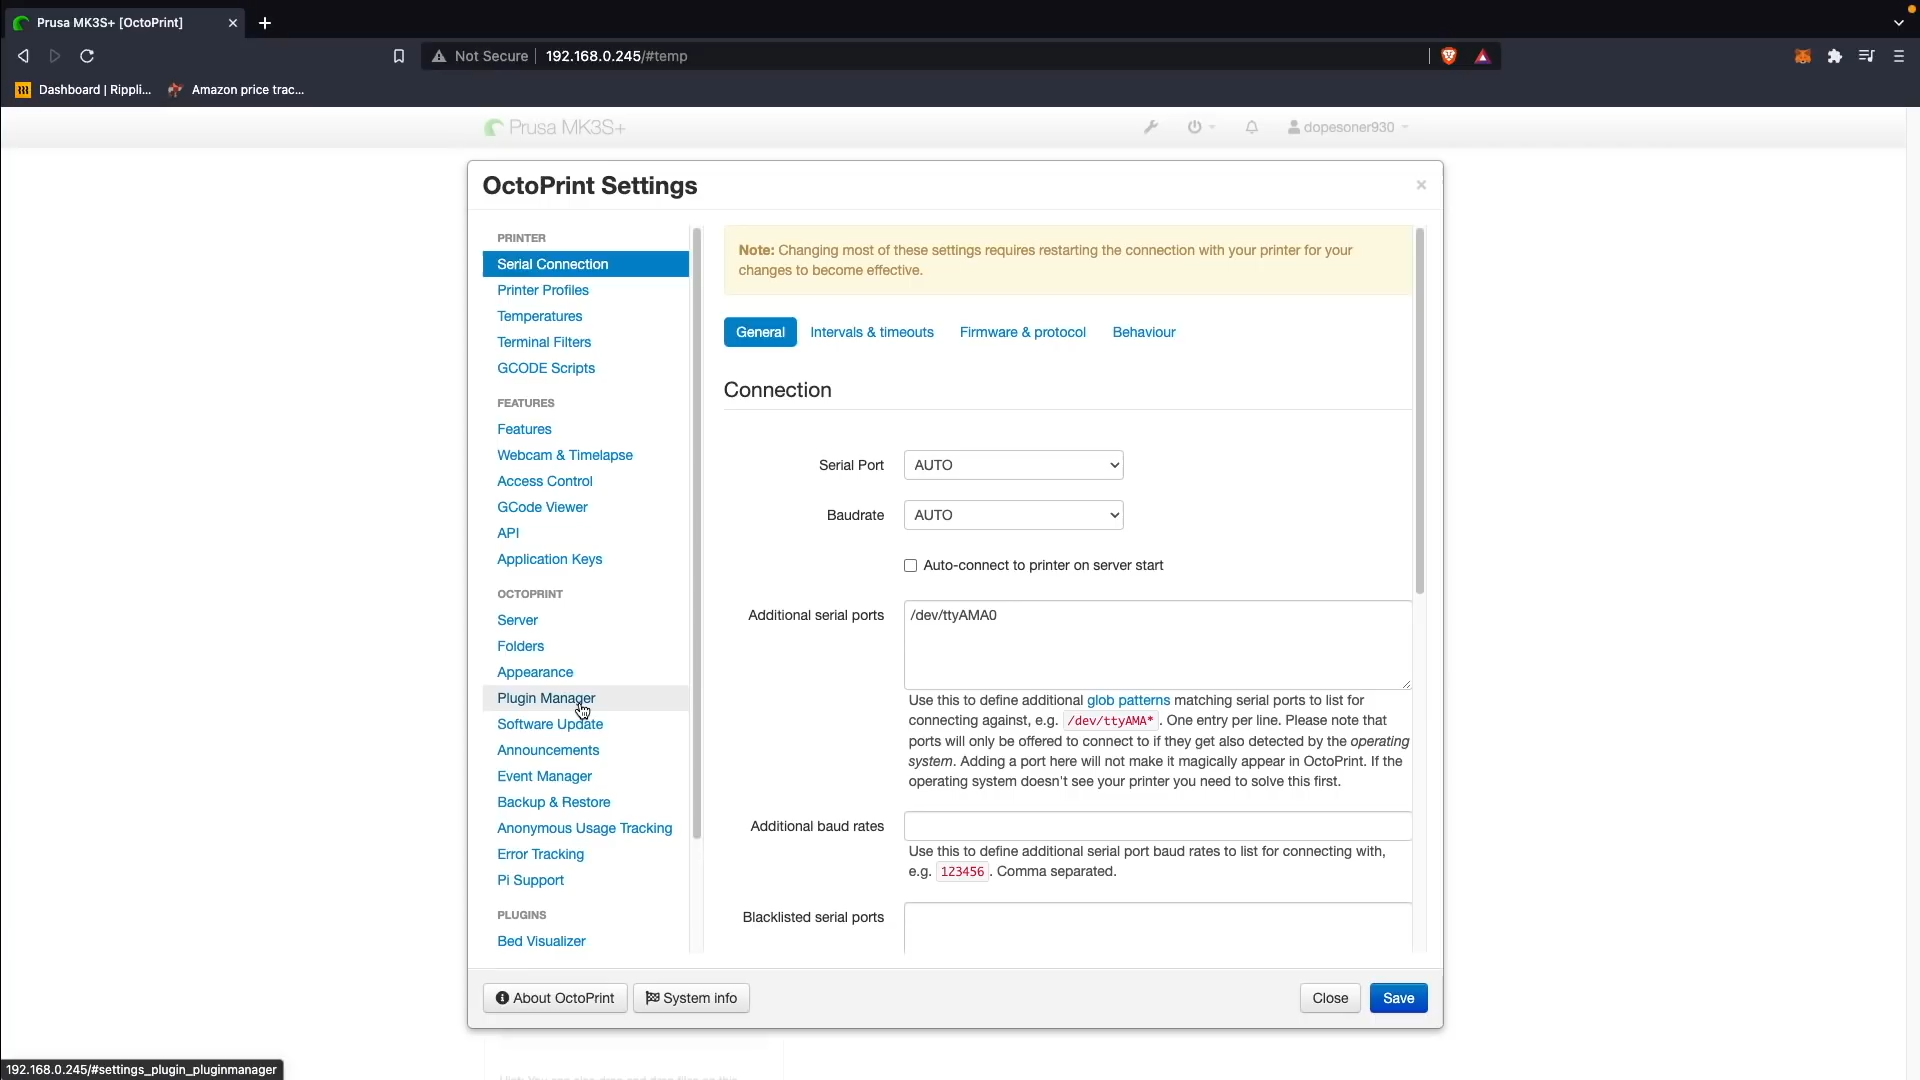 Prusa MK3S+ [OctoPrint]
Not Secure
192.168.0.245/#temp
Dashboard | Rippli...
Amazon price trac...
Prusa MK3S+
dopesoner930
OctoPrint Settings
PRINTER
Serial Connection
Printer Profiles
Temperatures
Terminal Filters
GCODE Scripts
FEATURES
Features
Webcam & Timelapse
Access Control
GCode Viewer
API
Application Keys
OCTOPRINT
Server
Folders
Appearance
Plugin Manager
Software Update
Announcements
Event Manager
Backup & Restore
Anonymous Usage Tracking
Error Tracking
Pi Support
PLUGINS
Bed Visualizer
Note: Changing most of these settings requires restarting the connection with your printer for your
changes to become effective.
General
Intervals & timeouts
Firmware & protocol
Behaviour
Connection
Serial Port
AUTO
Baudrate
AUTO
Auto-connect to printer on server start
Additional serial ports
/dev/ttyAMA0
Use this to define additional glob patterns matching serial ports to list for
connecting against, e.g. /dev/ttyAMA* . One entry per line. Please note that
ports will only be offered to connect to if they get also detected by the operating
system. Adding a port here will not make it magically appear in OctoPrint. If the
operating system doesn't see your printer you need to solve this first.
Additional baud rates
Use this to define additional serial port baud rates to list for connecting with,
e.g. 123456 . Comma separated.
Blacklisted serial ports
About OctoPrint
System info
Close
Save
192.168.0.245/#settings_plugin_pluginmanager